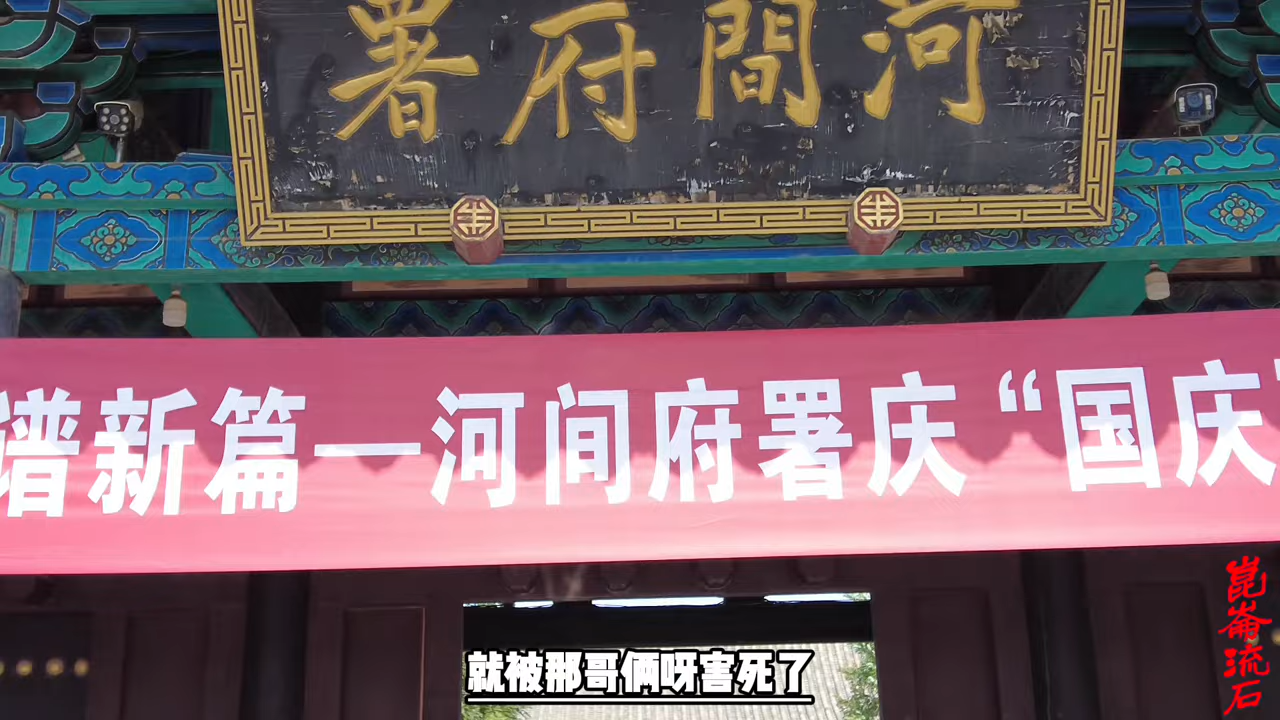 河間府署
谱新篇—河间府署庆“国庆
就被那哥俩呀害死了
崑崙流石